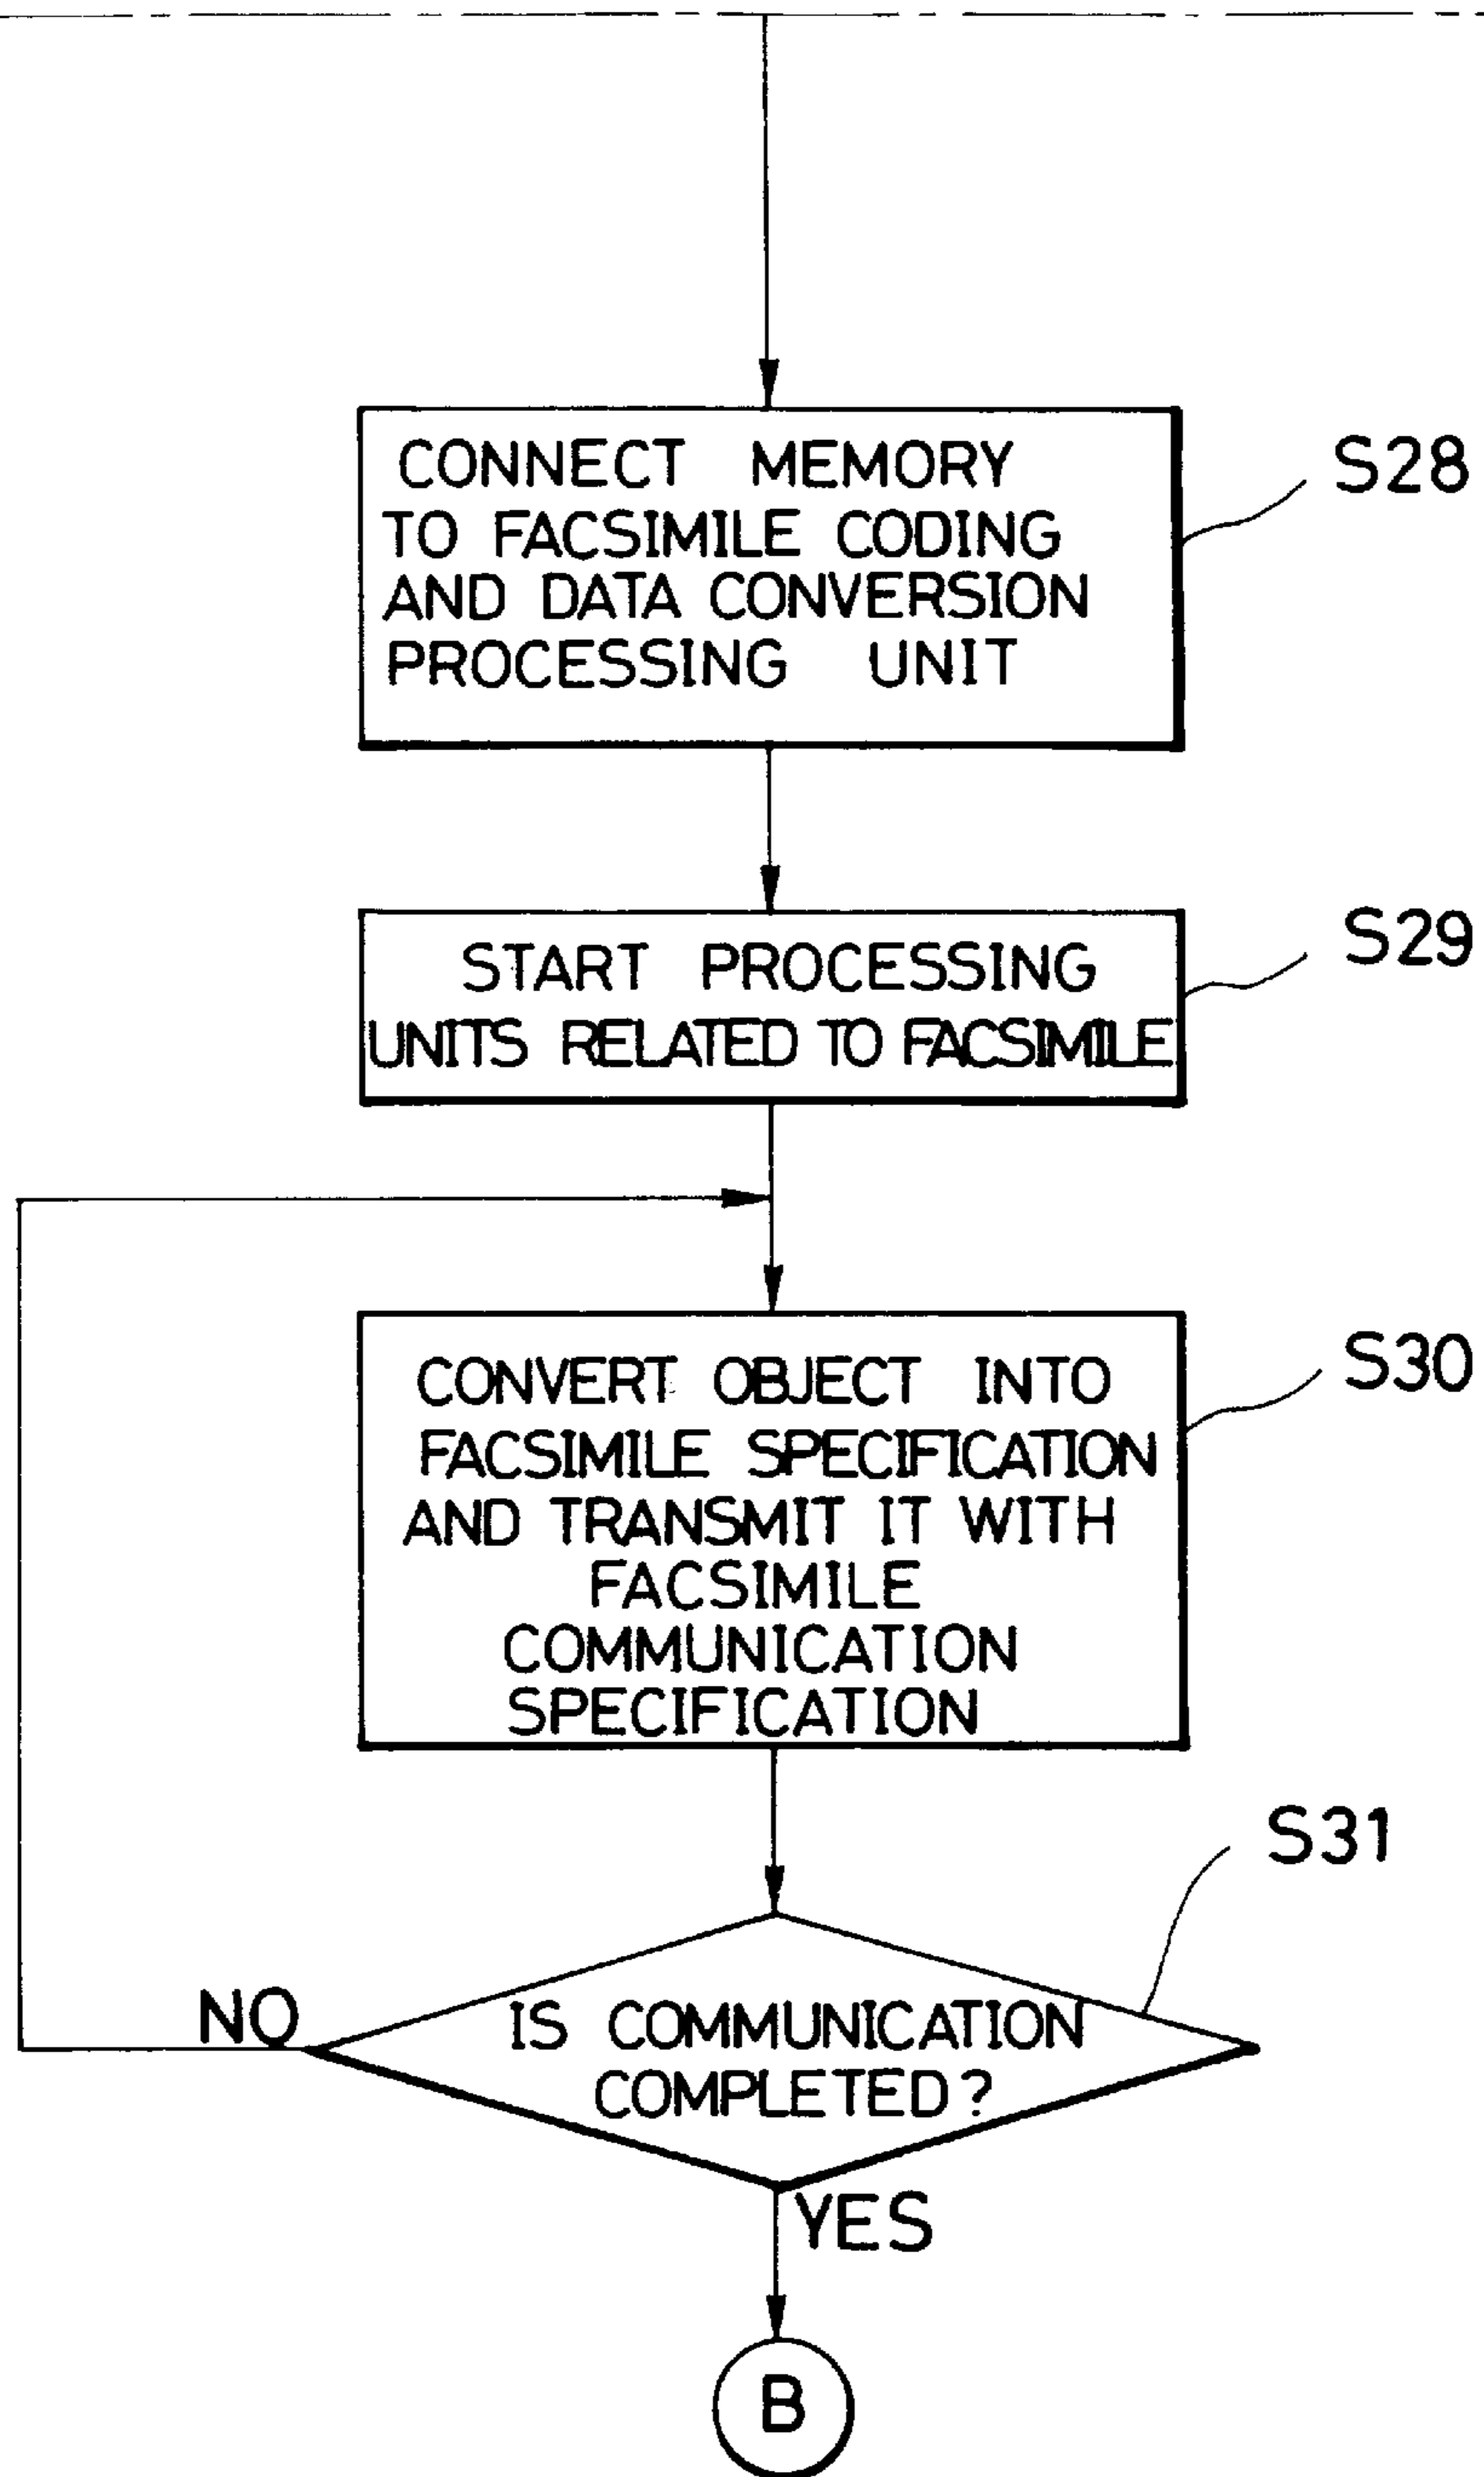 CONNECT MEMORY
TO FACSIMILE CODING
AND DATA CONVERSION
PROCESSING UNIT
S28
START PROCESSING
UNITS RELATED TO FACSIMILE
S29
CONVERT OBJECT INTO
FACSIMILE SPECIFICATION
AND TRANSMIT IT WITH
FACSIMILE
COMMUNICATION
SPECIFICATION
S30
S31
IS COMMUNICATION
COMPLETED?
NO
YES
B